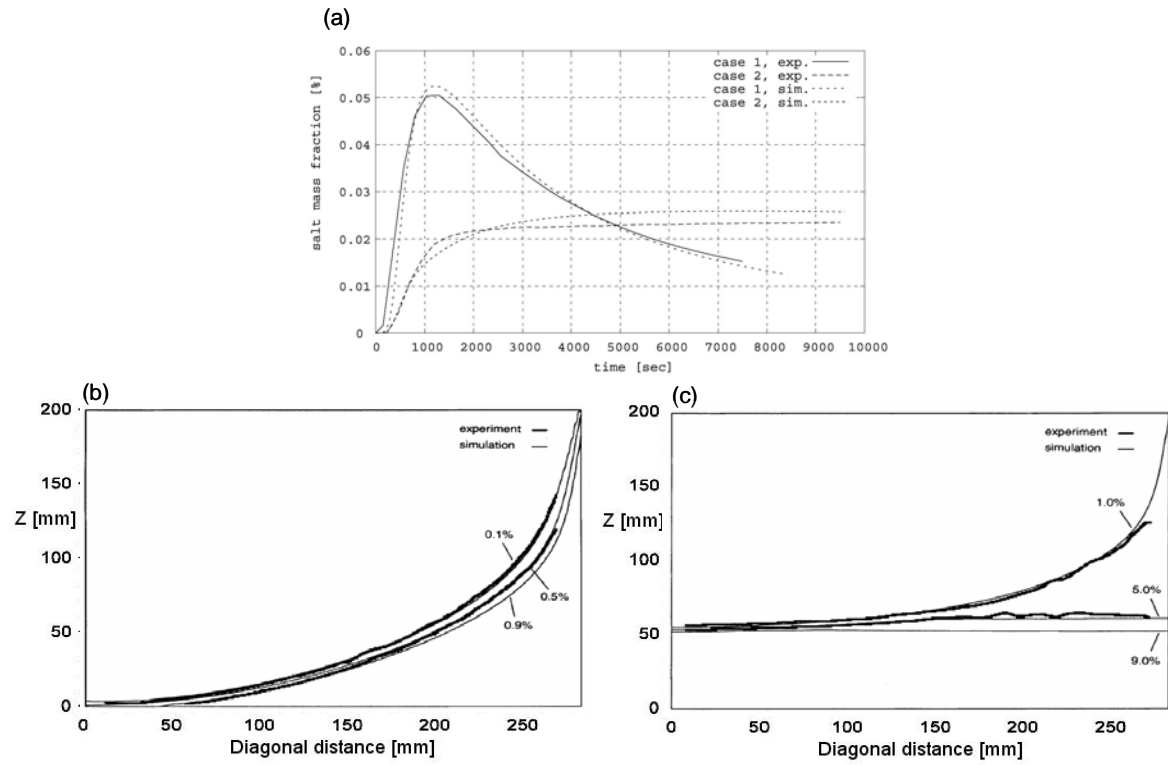 (a)
0.06
0.05
0.04
0.03
0.02
0.01
0
salt mass fraction [%]
case 1, exp.
case 2, exp.
case 1, sim.
case 2, sim.
0 1000 2000 3000 4000 5000 6000 7000 8000 9000 10000
time [sec]
(b)
200
150
Z [mm]
100
50
0
experiment
simulation
0.1%
0.5%
0.9%
0 50 100 150 200 250
Diagonal distance [mm]
(c)
200
150
Z [mm]
100
50
0
experiment
simulation
1.0%
5.0%
9.0%
0 50 100 150 200 250
Diagonal distance [mm]